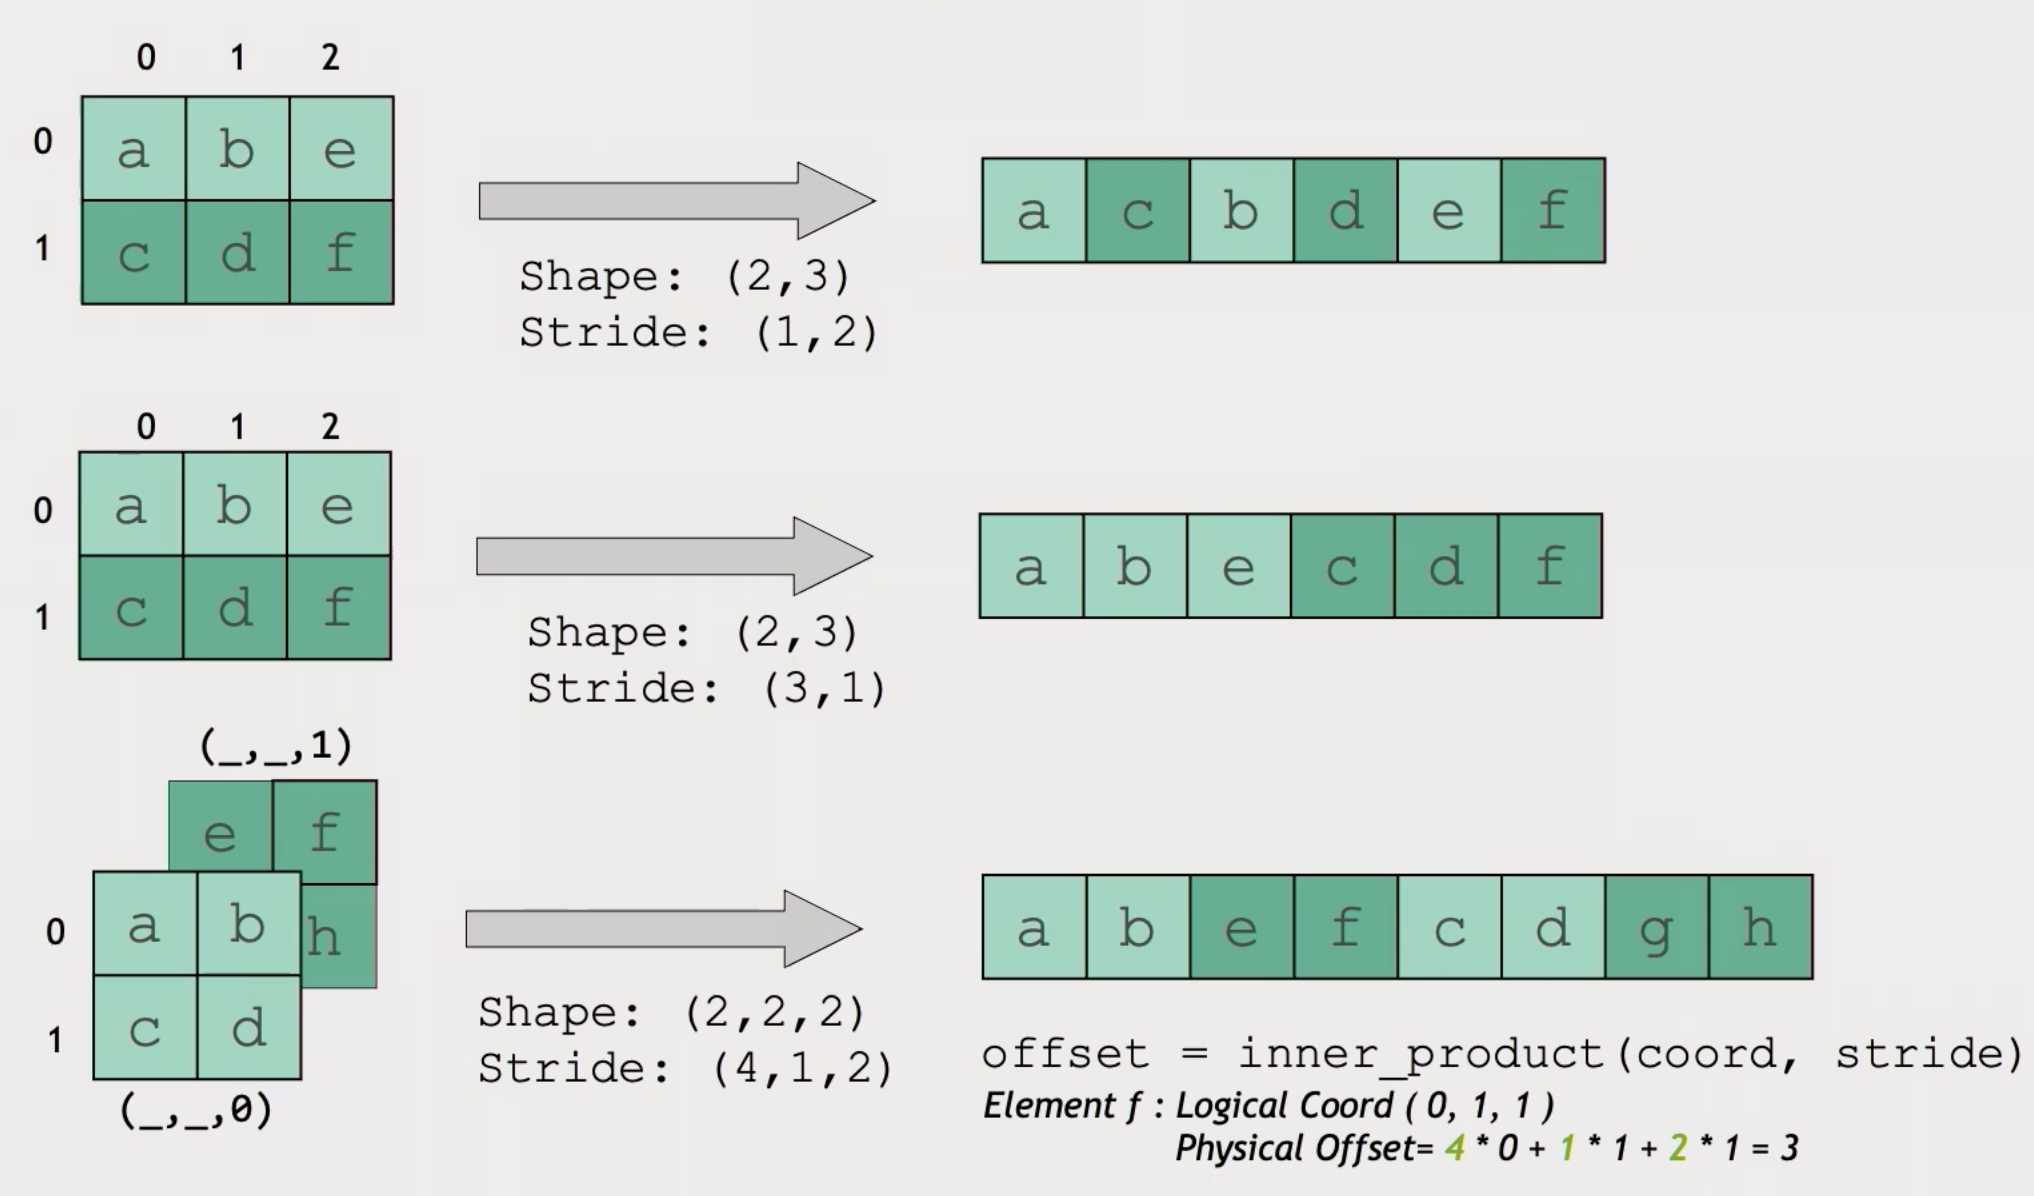 0 1 2
0 a b e
1 c d f
Shape: (2,3)
Stride: (1,2)
a c b d e f
0 1 2
0 a b e
1 c d f
Shape: (2,3)
Stride: (3,1)
a b e c d f
(_,_,1)
e f
h
0 a b
1 c d
(_,_,0)
Shape: (2,2,2)
Stride: (4,1,2)
a b e f c d g h
offset = inner_product(coord, stride)
Element f : Logical Coord ( 0, 1, 1 )
Physical Offset= 4 * 0 + 1 * 1 + 2 * 1 = 3